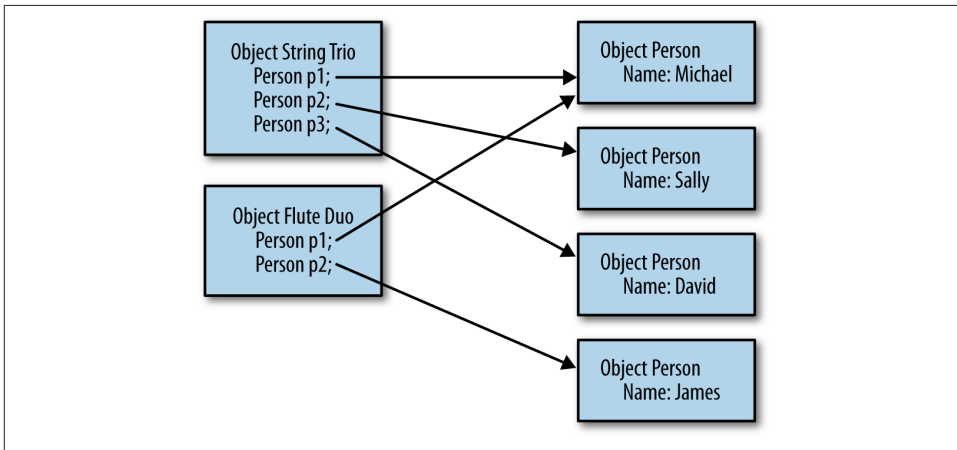 Object String Trio
Person p1;
Person p2;
Person p3;
Object Flute Duo
Person p1;
Person p2;
Object Person
Name: Michael
Object Person
Name: Sally
Object Person
Name: David
Object Person
Name: James